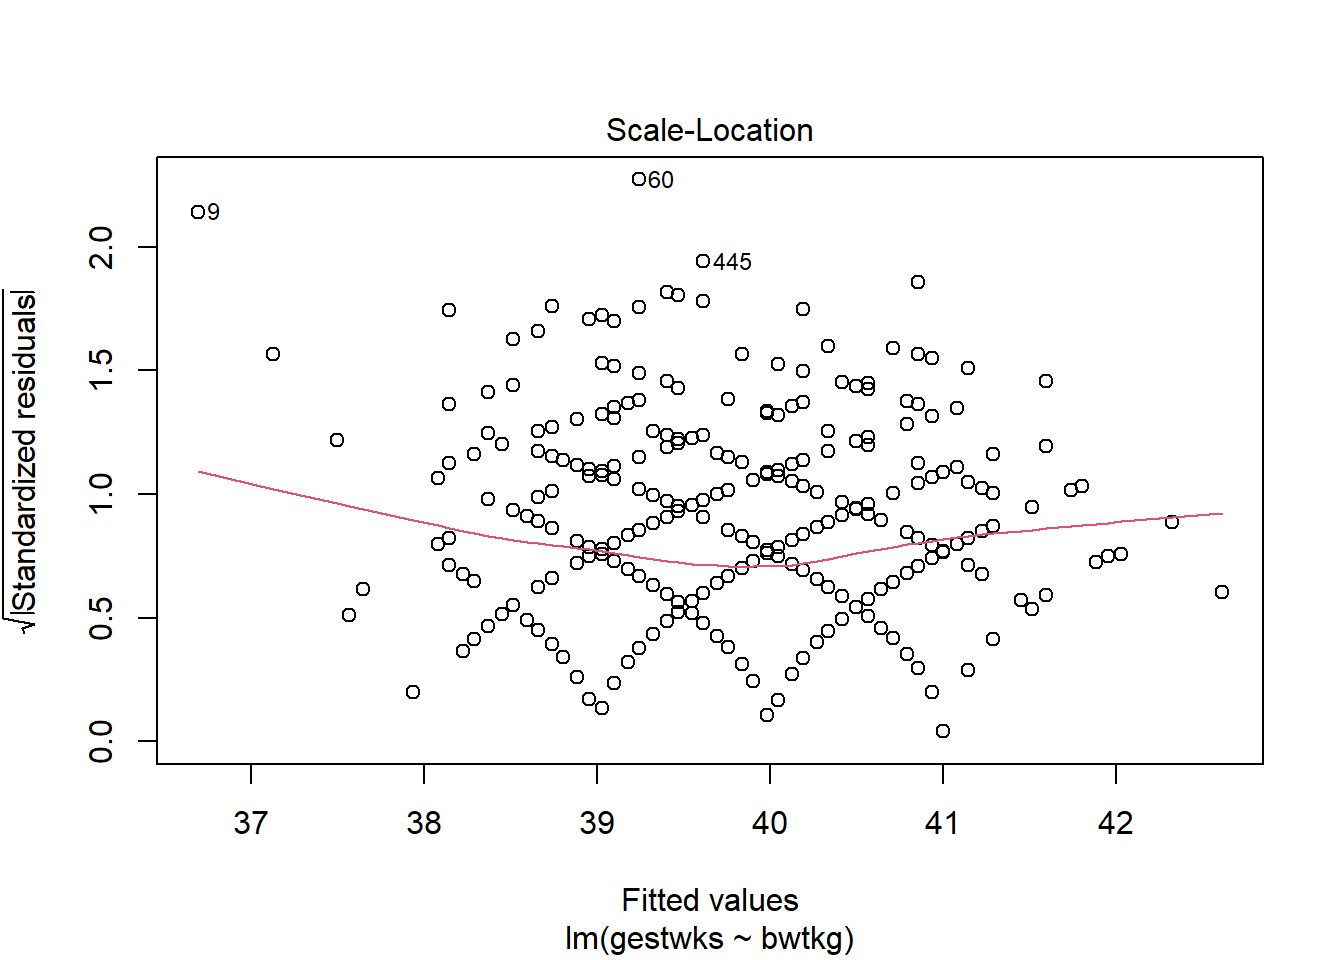 Scale-Location
√|Standardized residuals|
2.0
1.5
1.0
0.5
0.0
9
60
445
37 38 39 40 41 42
Fitted values
lm(gestwks ~ bwtkg)